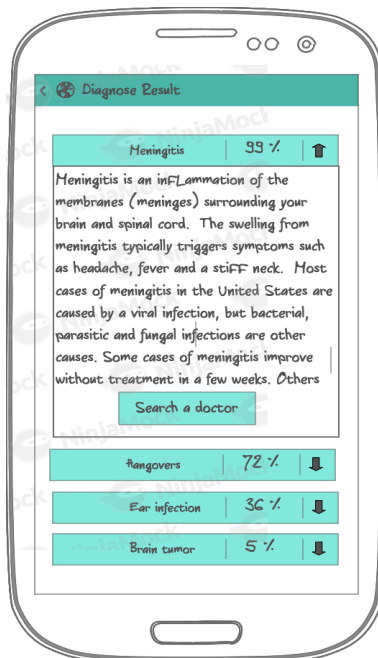 Diagnose Result
Meningitis 99 %
Meningitis is an inFLammation of the
membranes (meninges) surrounding your
brain and spinal cord. The swelling from
meningitis typically triggers symptoms such
as headache, fever and a stiFF neck. Most
cases of meningitis in the United States are
caused by a viral infection, but bacterial,
parasitic and fungal infections are other
causes. Some cases of meningitis improve
without treatment in a few weeks. Others
Search a doctor
Hangovers 72 %
Ear infection 36 %
Brain tumor 5 %
NinjaMock